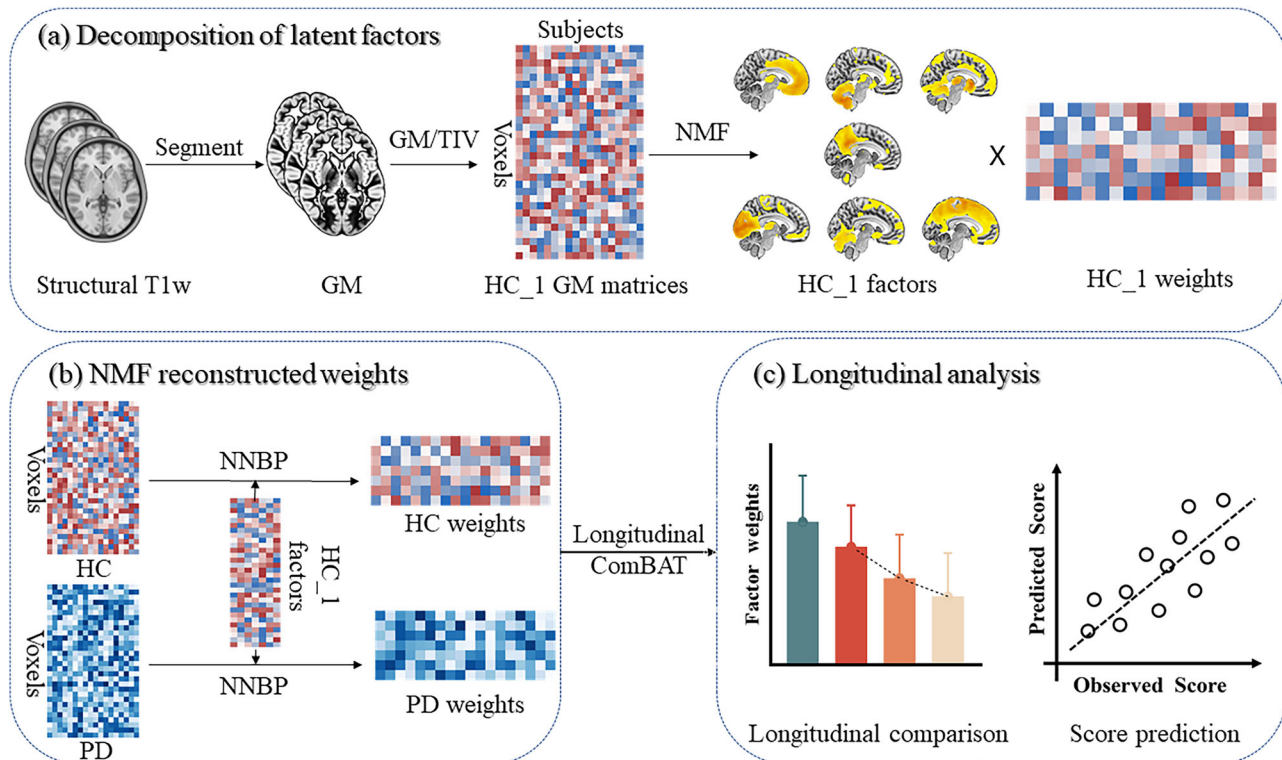 (a) Decomposition of latent factors
Subjects
Voxels
Segment
GM/TIV
NMF
X
Structural T1w
GM
HC_1 GM matrices
HC_1 factors
HC_1 weights
(b) NMF reconstructed weights
Voxels
HC
NNBP
HC weights
HC_1
factors
Voxels
PD
NNBP
PD weights
Longitudinal
ComBAT
(c) Longitudinal analysis
Factor weights
Longitudinal comparison
Predicted Score
Observed Score
Score prediction